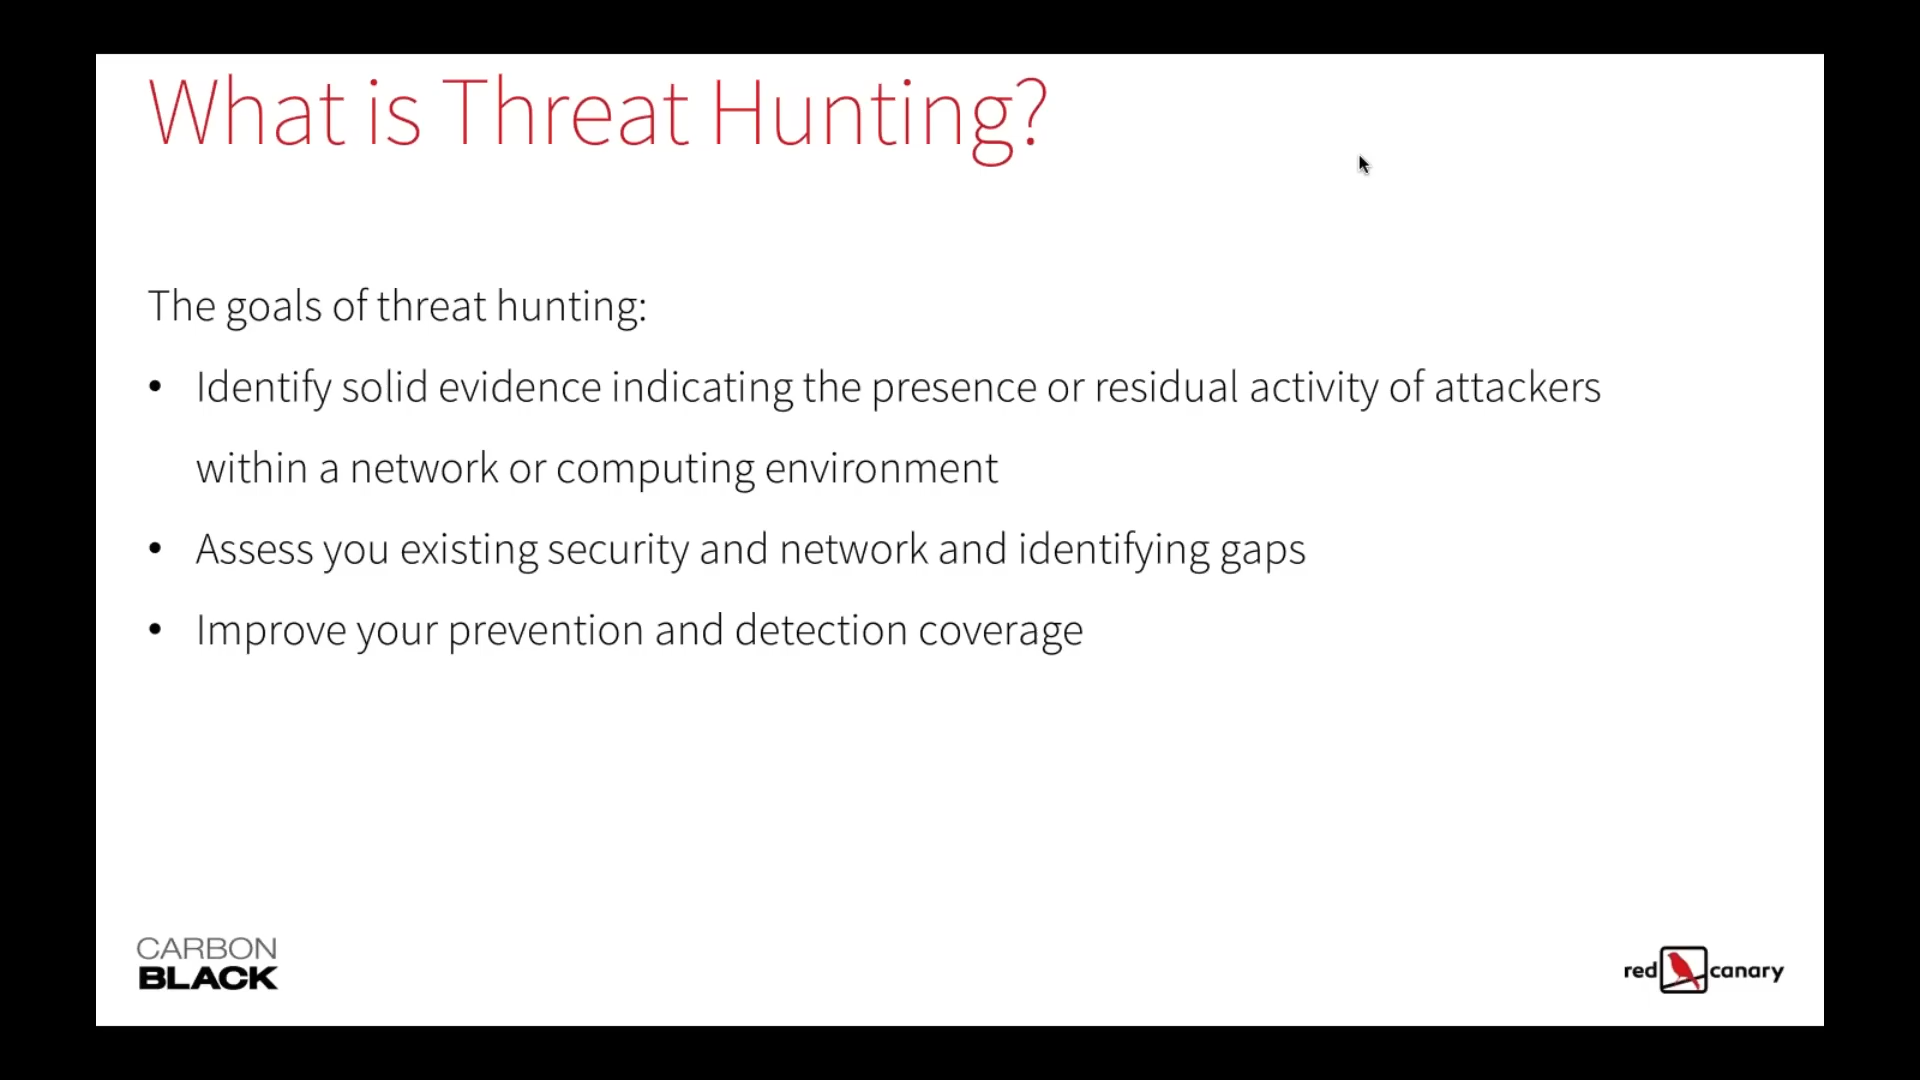 What is Threat Hunting?
The goals of threat hunting:
• Identify solid evidence indicating the presence or residual activity of attackers
within a network or computing environment
• Assess you existing security and network and identifying gaps
• Improve your prevention and detection coverage
CARBON
BLACK
red canary